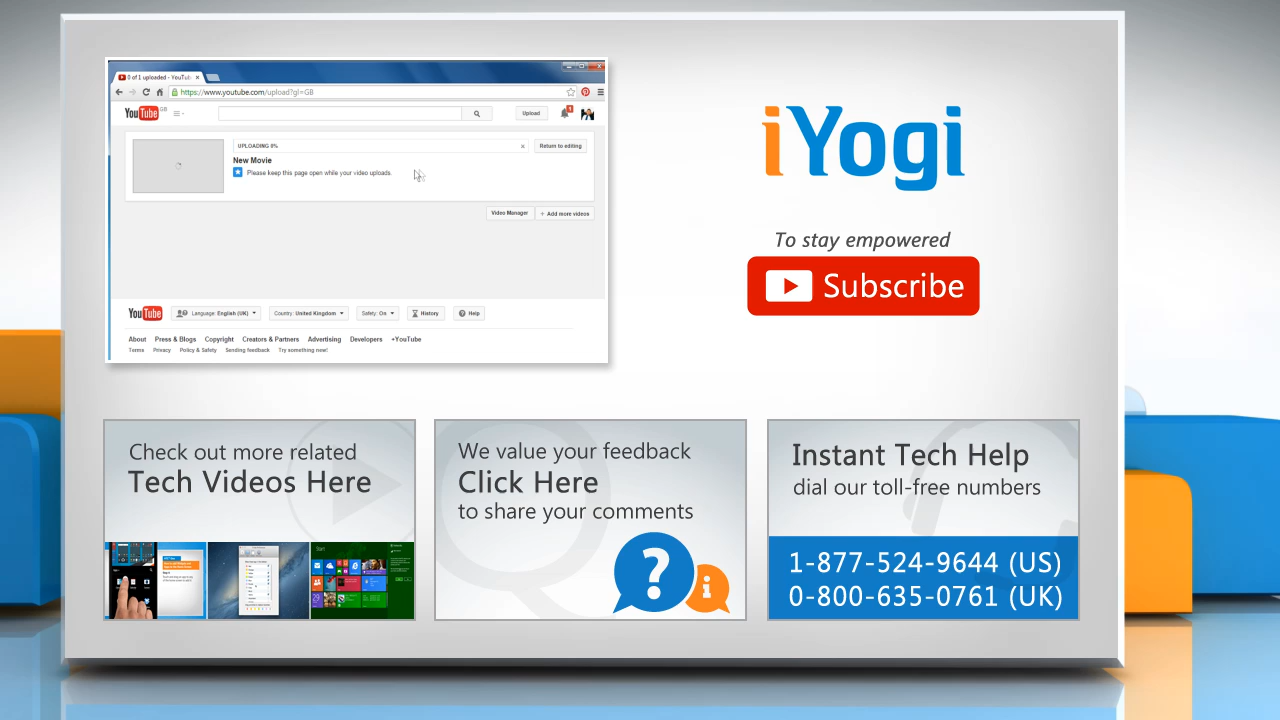 0 of 1 uploaded - YouTub
https://www.youtube.com/upload?gl=GB
YouTube GB
Upload
UPLOADING 0%
Return to editing
New Movie
Please keep this page open while your video uploads.
Video Manager
+ Add more videos
YouTube
Language: English (UK)
Country: United Kingdom
Safety: On
History
Help
About Press & Blogs Copyright Creators & Partners Advertising Developers +YouTube
Terms Privacy Policy & Safety Sending feedback Try something new!
iYogi
To stay empowered
Subscribe
Check out more related
Tech Videos Here
Start
We value your feedback
Click Here
to share your comments
?
i
Instant Tech Help
dial our toll-free numbers
1-877-524-9644 (US)
0-800-635-0761 (UK)